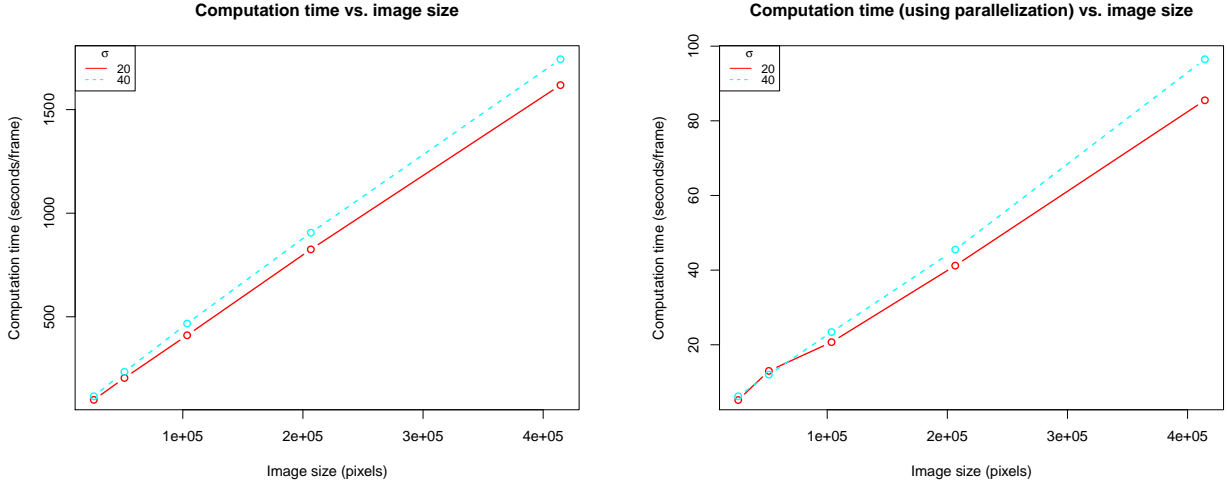 Computation time vs. image size
σ
20
40
Computation time (seconds/frame)
500
1000
1500
1e+05 2e+05 3e+05 4e+05
Image size (pixels)
Computation time (using parallelization) vs. image size
σ
20
40
Computation time (seconds/frame)
20
40
60
80
100
1e+05 2e+05 3e+05 4e+05
Image size (pixels)